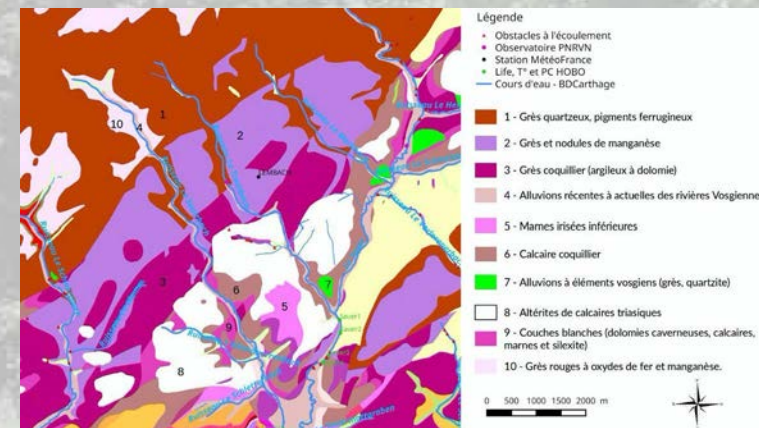 Légende
Obstacles à l'écoulement
Observatoire PNRVN
Station MétéoFrance
Life, T° et PC HOBO
Cours d'eau - BDCarthage
1 - Grès quartzeux, pigments ferrugineux
2 - Grès et nodules de manganèse
3 - Grès coquillier (argileux à dolomie)
4 - Alluvions récentes à actuelles des rivières Vosgiennes
5 - Marnes irisées inférieures
6 - Calcaire coquillier
7 - Alluvions à éléments vosgiens (grès, quartzite)
8 - Altérites de calcaires triasiques
9 - Couches blanches (dolomies caverneuses, calcaires,
marnes et silexite)
10 - Grès rouges à oxydes de fer et manganèse.
0 500 1000 1500 2000 m
10
4
1
2
LEMBACH
3
6
7
5
9
8